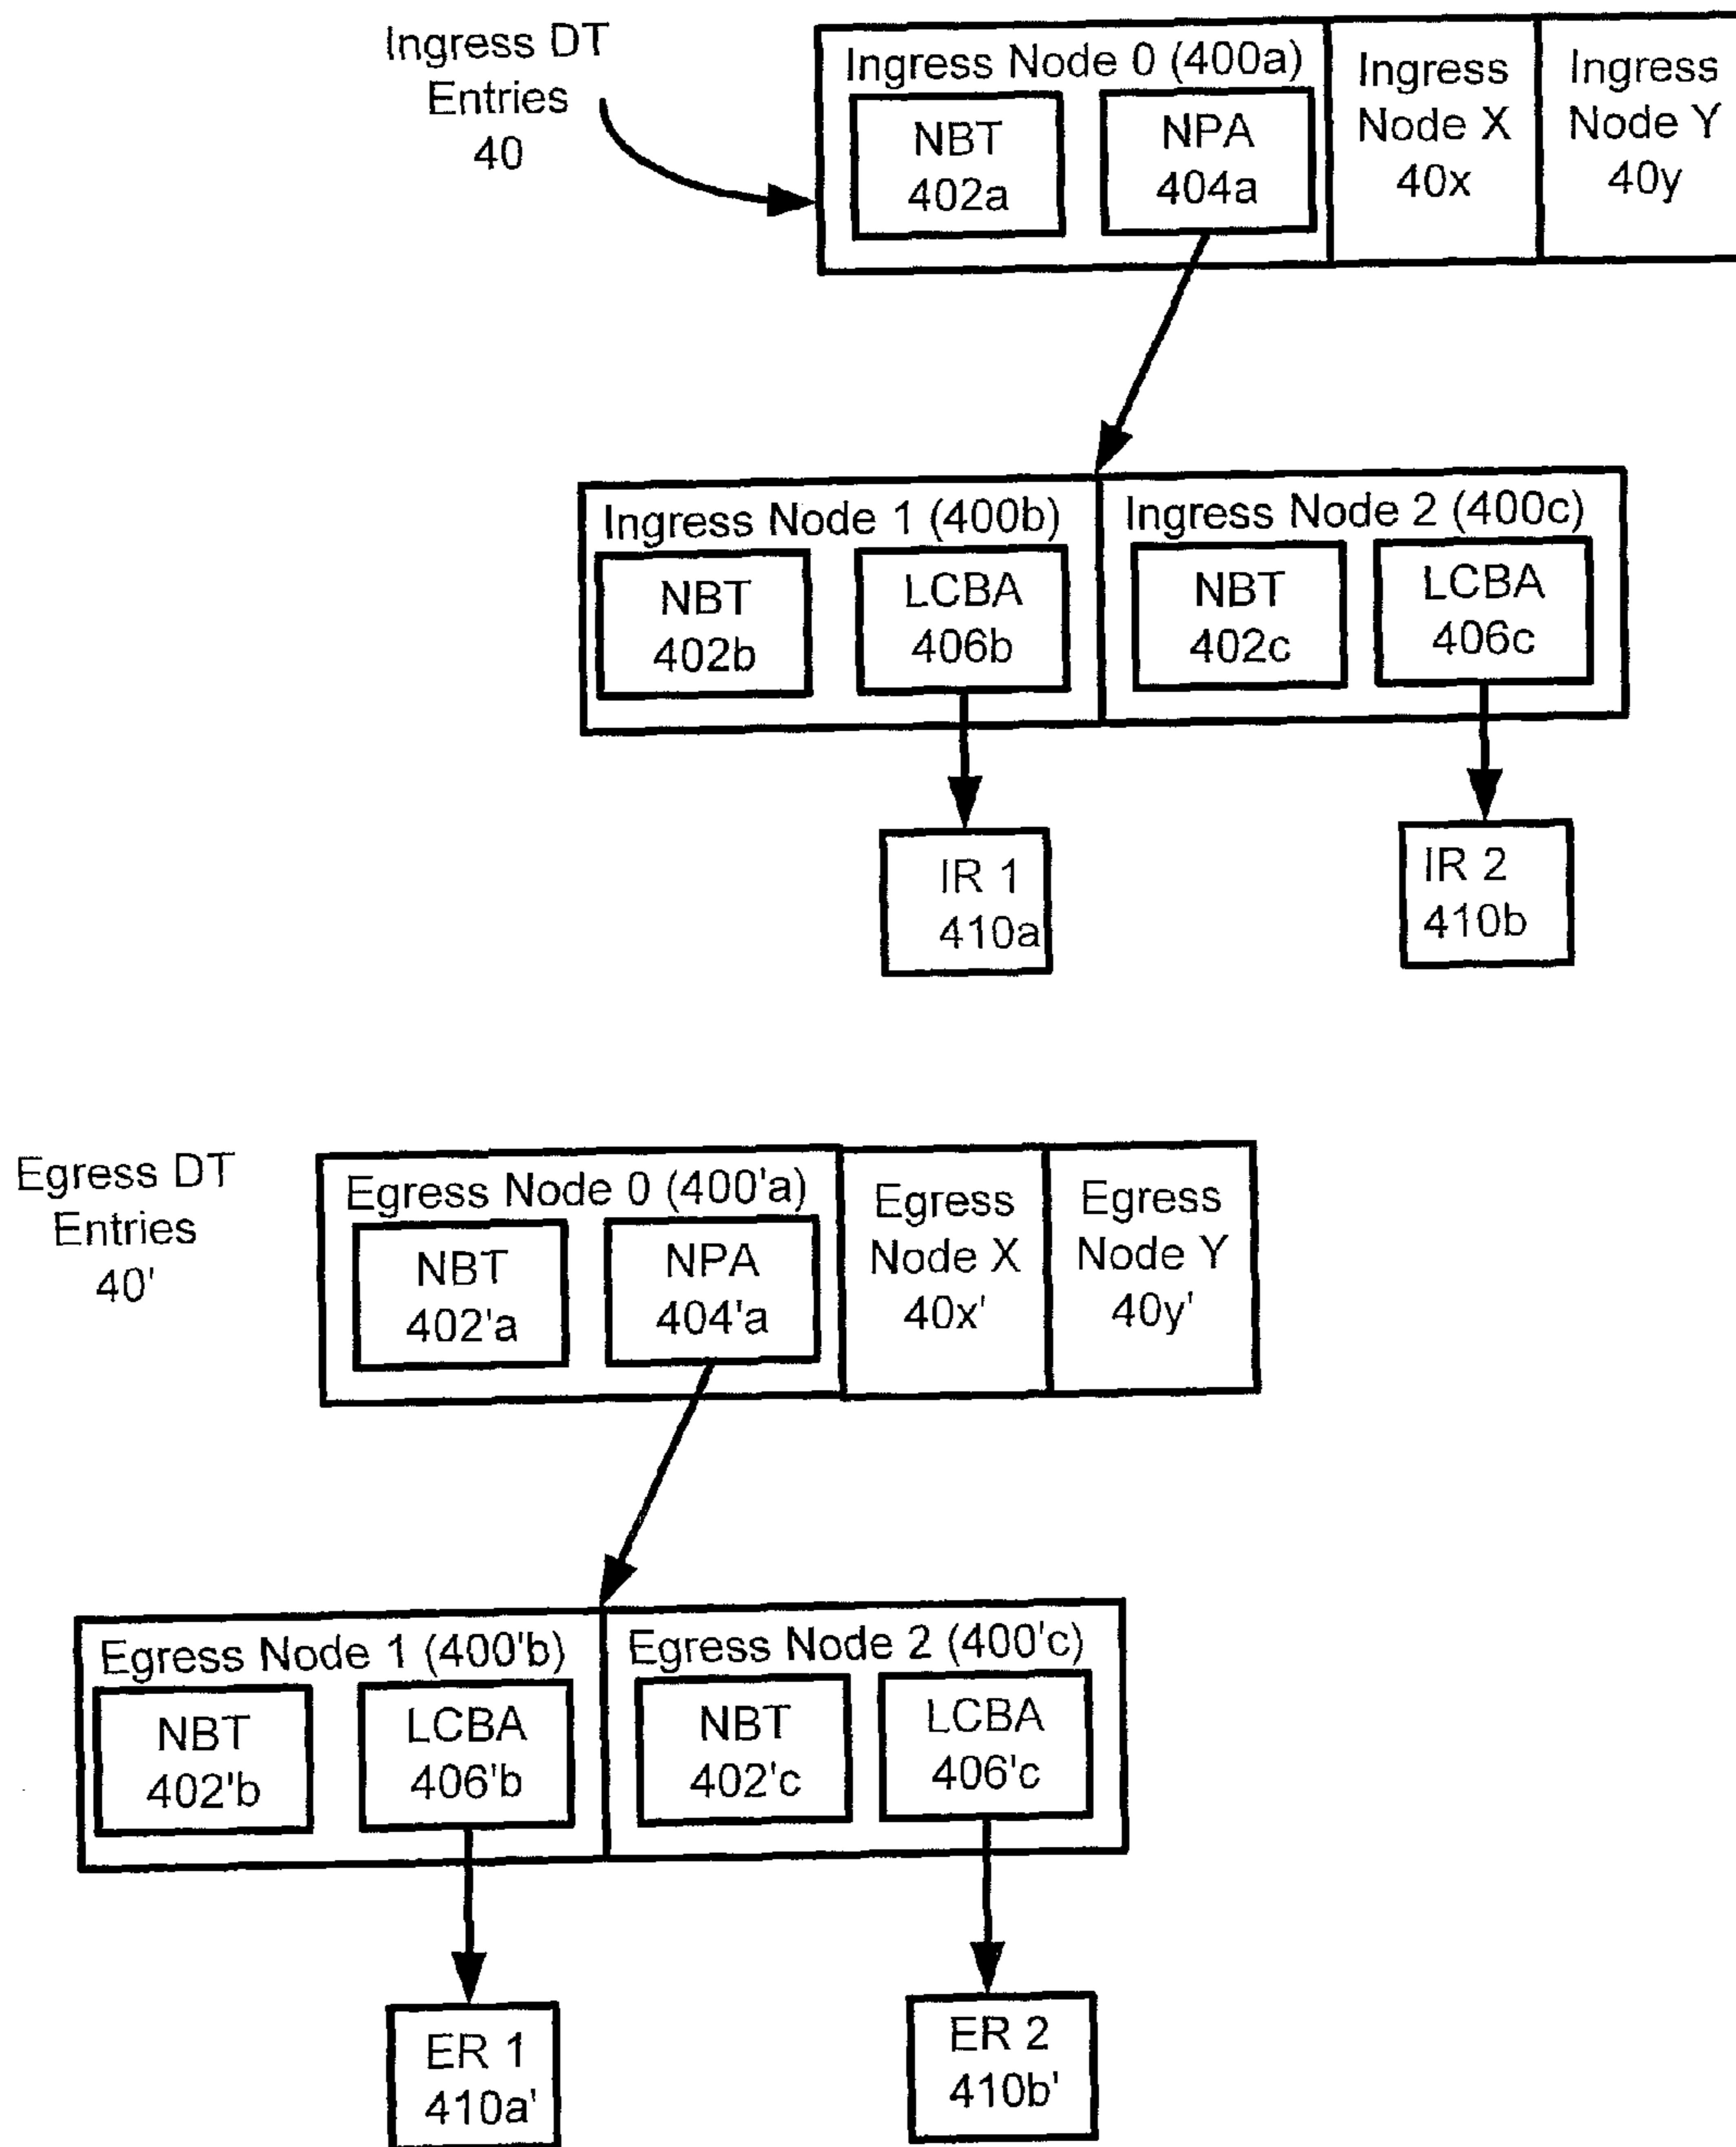 Ingress DT
Entries
40
Ingress Node 0 (400a)
NBT
402a
NPA
404a
Ingress
Node X
40x
Ingress
Node Y
40y
Ingress Node 1 (400b)
NBT
402b
LCBA
406b
Ingress Node 2 (400c)
NBT
402c
LCBA
406c
IR 1
410a
IR 2
410b
Egress DT
Entries
40'
Egress Node 0 (400'a)
NBT
402'a
NPA
404'a
Egress
Node X
40x'
Egress
Node Y
40y'
Egress Node 1 (400'b)
NBT
402'b
LCBA
406'b
Egress Node 2 (400'c)
NBT
402'c
LCBA
406'c
ER 1
410a'
ER 2
410b'